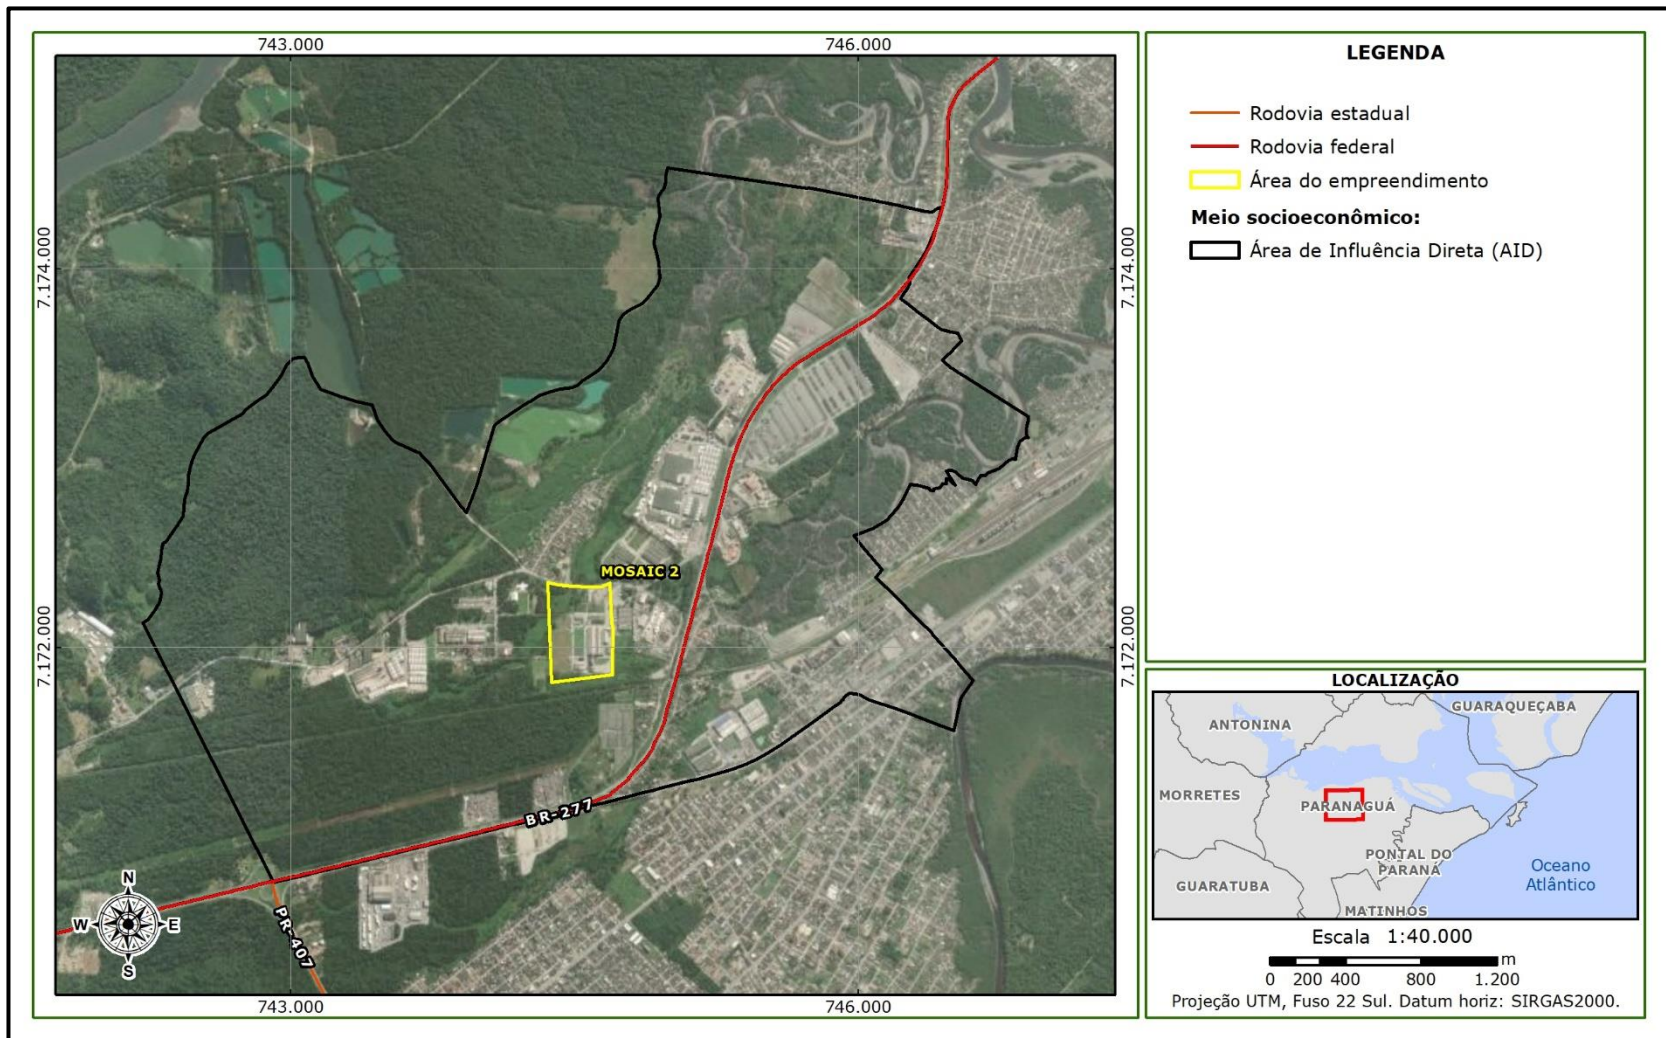 743.000
746.000
7.174.000
7.174.000
7.172.000
7.172.000
MOSAIC 2
BR-277
PR-407
N
W
E
S
743.000
746.000
LEGENDA
Rodovia estadual
Rodovia federal
Área do empreendimento
Meio socioeconômico:
Área de Influência Direta (AID)
LOCALIZAÇÃO
GUARAQUEÇABA
ANTONINA
MORRETES
PARANAGUÁ
PONTAL DO
PARANÁ
GUARATUBA
MATINHOS
Oceano
Atlântico
Escala 1:40.000
m
0 200 400 800 1.200
Projeção UTM, Fuso 22 Sul. Datum horiz: SIRGAS2000.